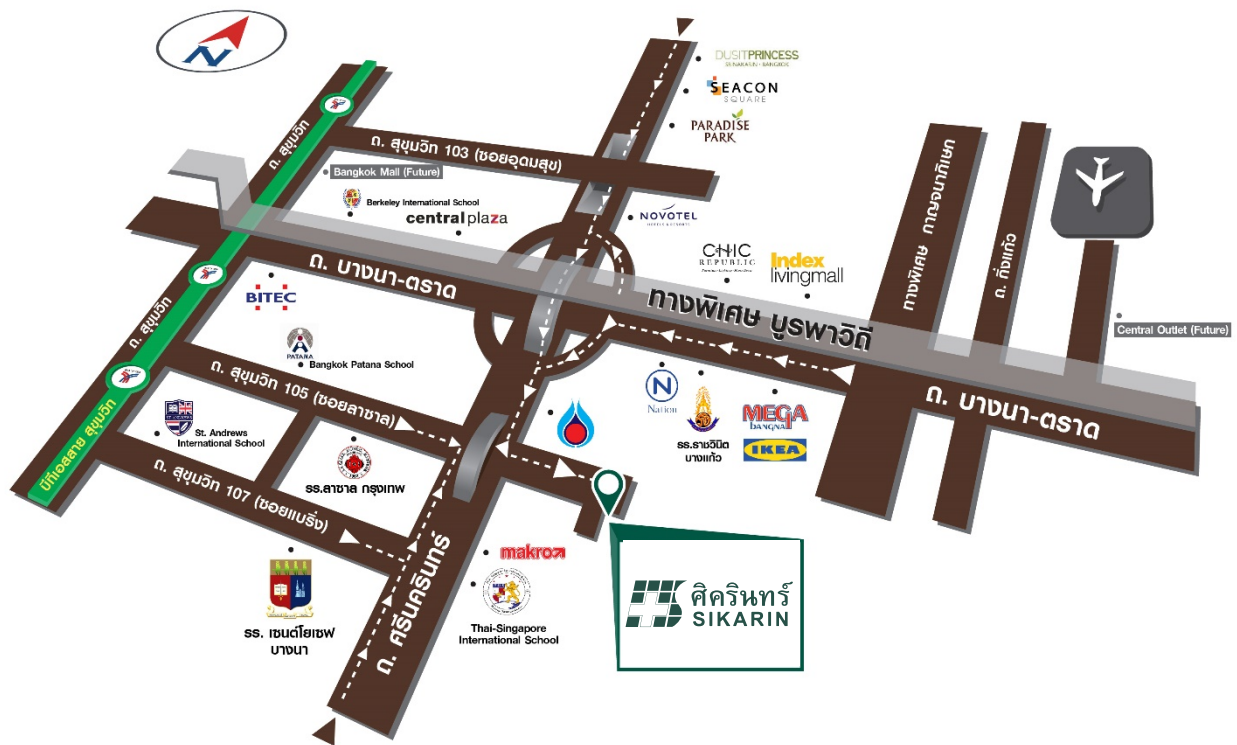 N
DUSITPRINCESS
SRINAKARIN • BANGKOK
SEACON
SQUARE
PARADISE
PARK
ถ. สุขุมวิท
ถ. สุขุมวิท 103 (ซอยอุดมสุข)
Bangkok Mall (Future)
Berkeley International School
centralplaza
NOVOTEL
HOTELS & RESORTS
CHIC
REPUBLIC
Index
livingmall
ทางพิเศษ กาญจนาภิเษก
ถ. กิ่งแก้ว
Central Outlet (Future)
ถ. บางนา-ตราด
ทางพิเศษ บูรพาวิถี
ถ. บางนา-ตราด
BITEC
ถ. สุขุมวิท
PATANA
Bangkok Patana School
ถ. สุขุมวิท 105 (ซอยลาซาล)
N
Nation
รร.ราชวินิต
บางแก้ว
MEGA
BANGNA
IKEA
บีทีเอสสาย สุขุมวิท
ST. ANDREWS
St. Andrews
International School
รร.ลาซาล กรุงเทพ
ถ. สุขุมวิท 107 (ซอยแบริ่ง)
รร. เซนต์โยเซฟ
บางนา
ถ. ศรีนครินทร์
makro
Thai-Singapore
International School
ศิครินทร์
SIKARIN